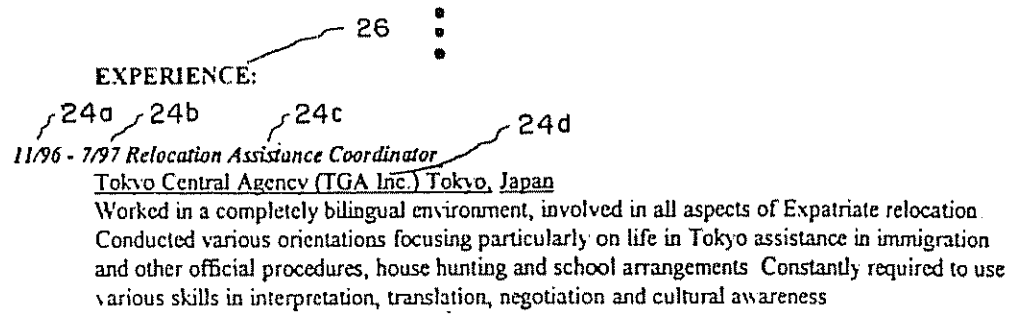 26
EXPERIENCE:
24a 24b 24c 24d
11/96 - 7/97 Relocation Assistance Coordinator
Tokyo Central Agency (TGA Inc.) Tokyo, Japan
Worked in a completely bilingual environment, involved in all aspects of Expatriate relocation
Conducted various orientations focusing particularly on life in Tokyo assistance in immigration
and other official procedures, house hunting and school arrangements Constantly required to use
various skills in interpretation, translation, negotiation and cultural awareness